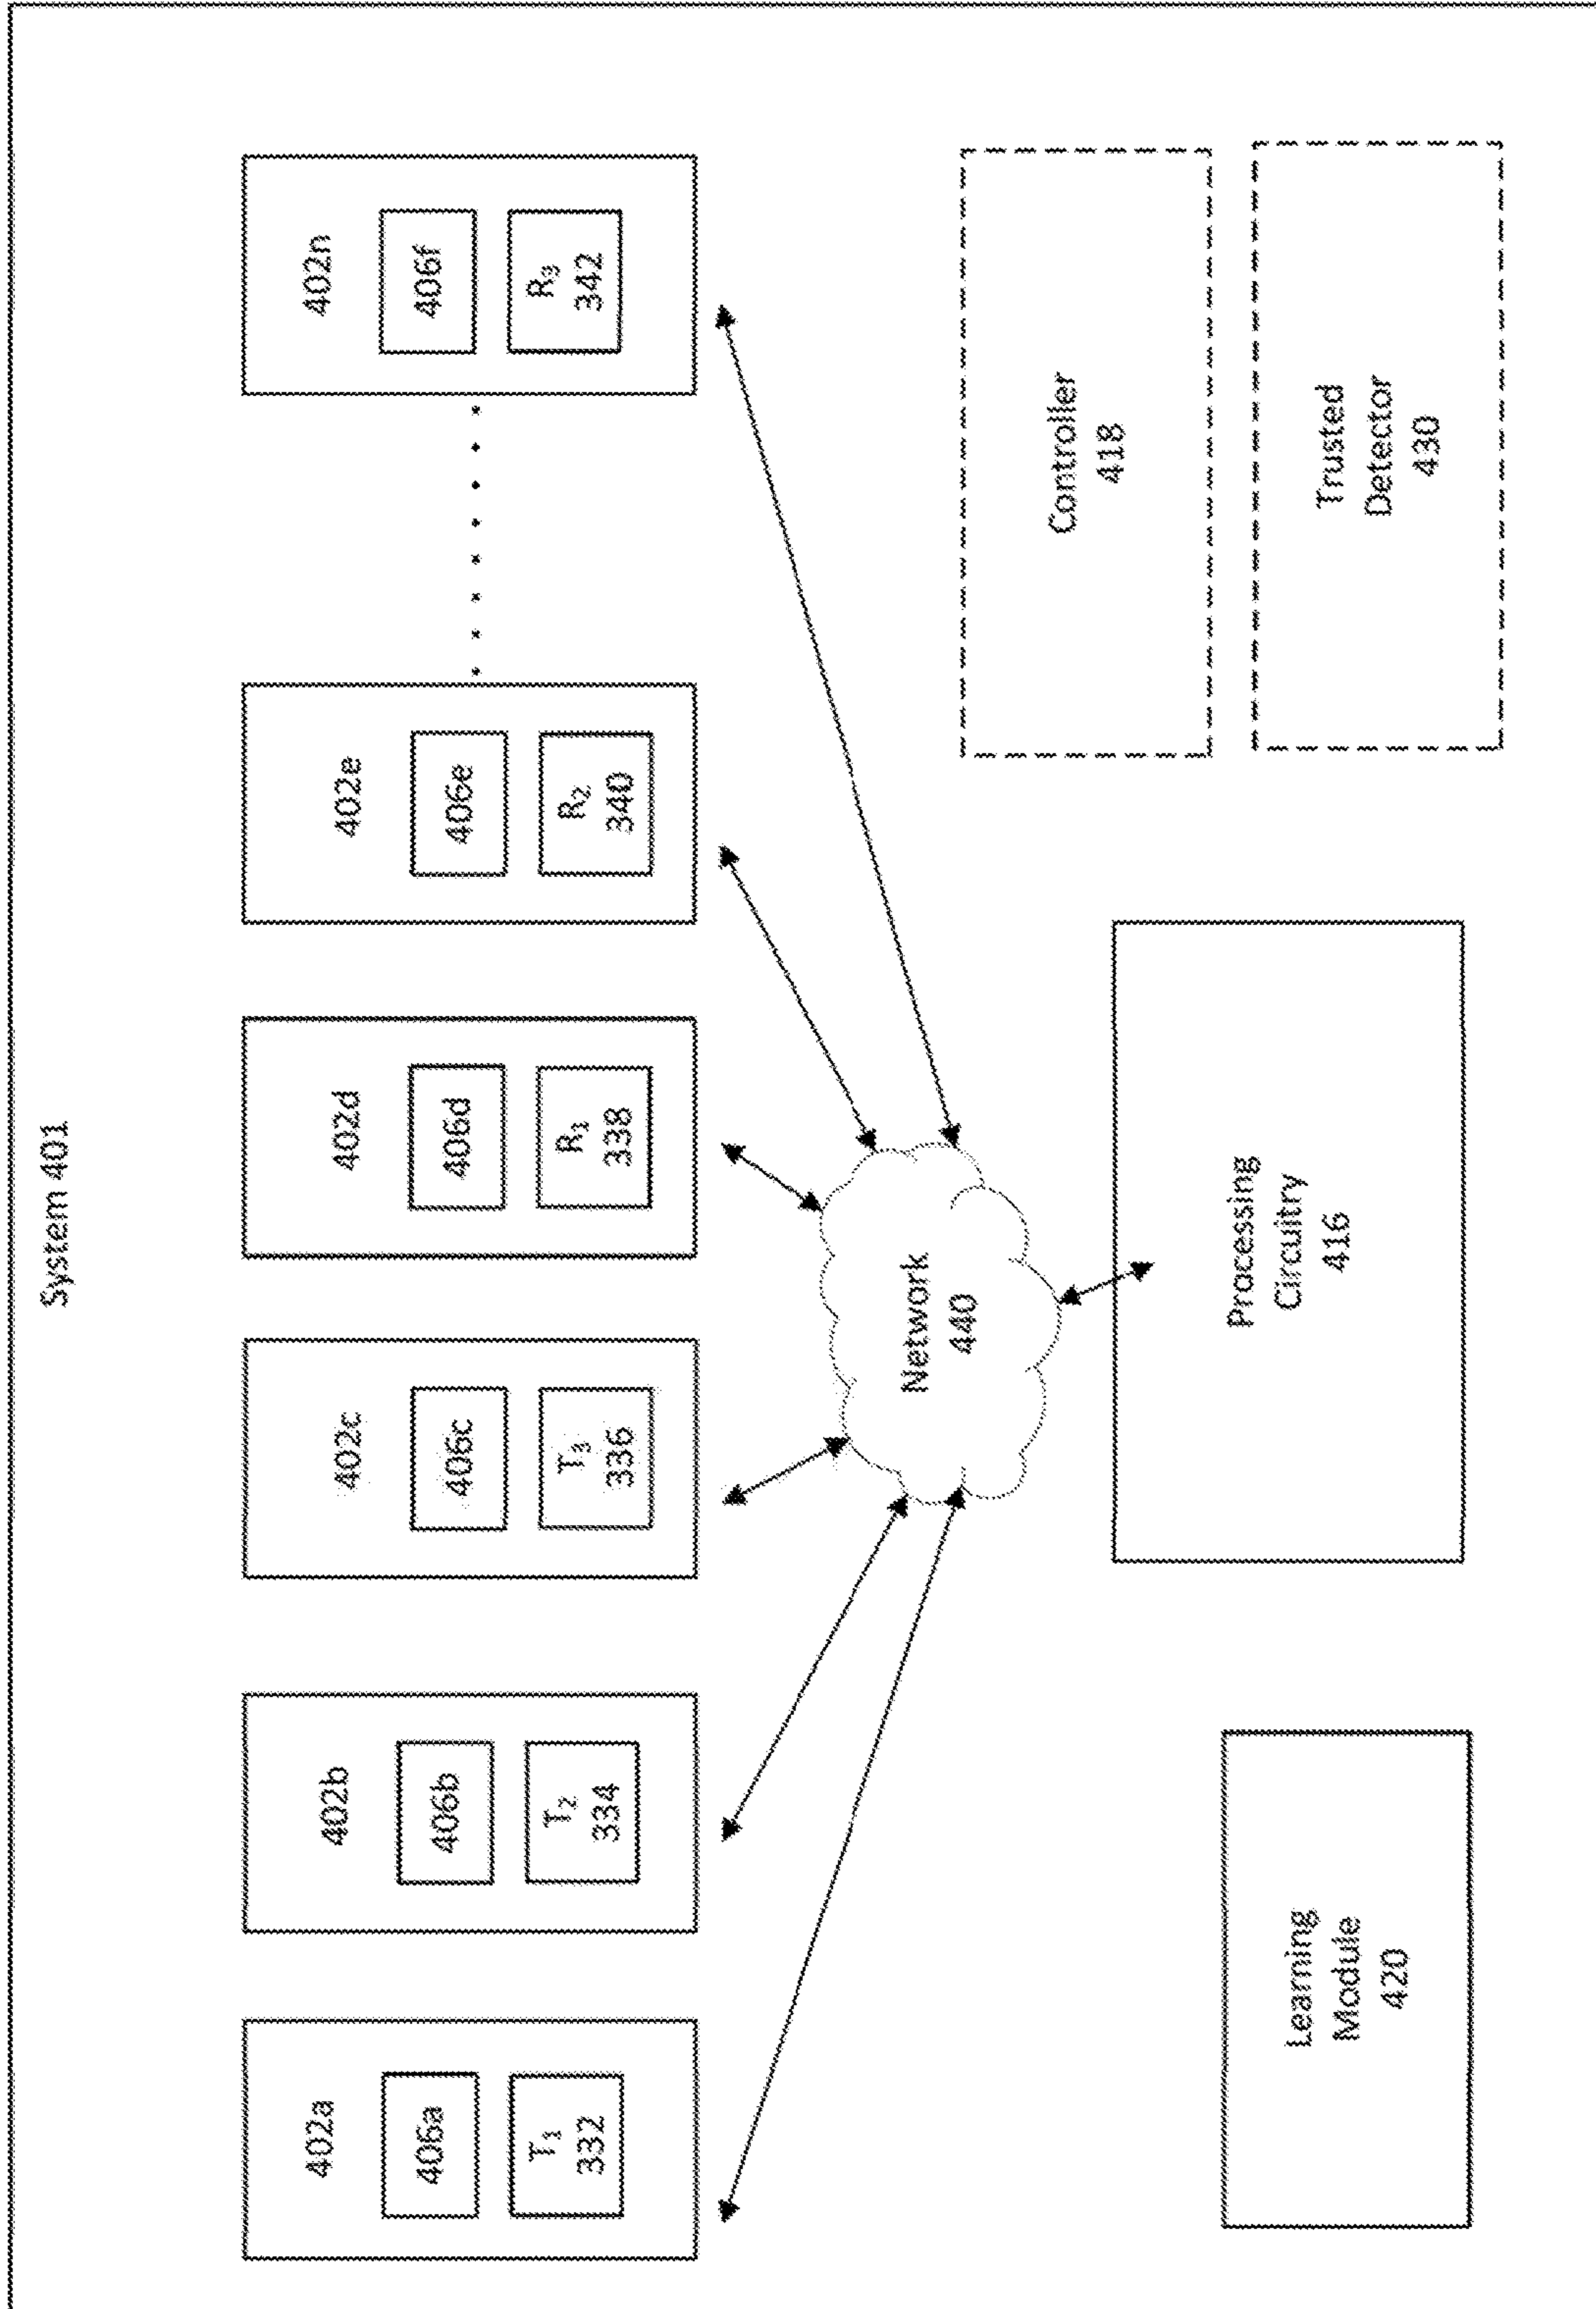 System 401
402a
406a
T₁
332
402b
406b
T₂
334
402c
406c
T₃
336
402d
406d
R₁
338
402e
406e
R₂
340
402n
406f
R₃
342
Network
440
Learning
Module
420
Processing
Circuitry
416
Controller
418
Trusted
Detector
430